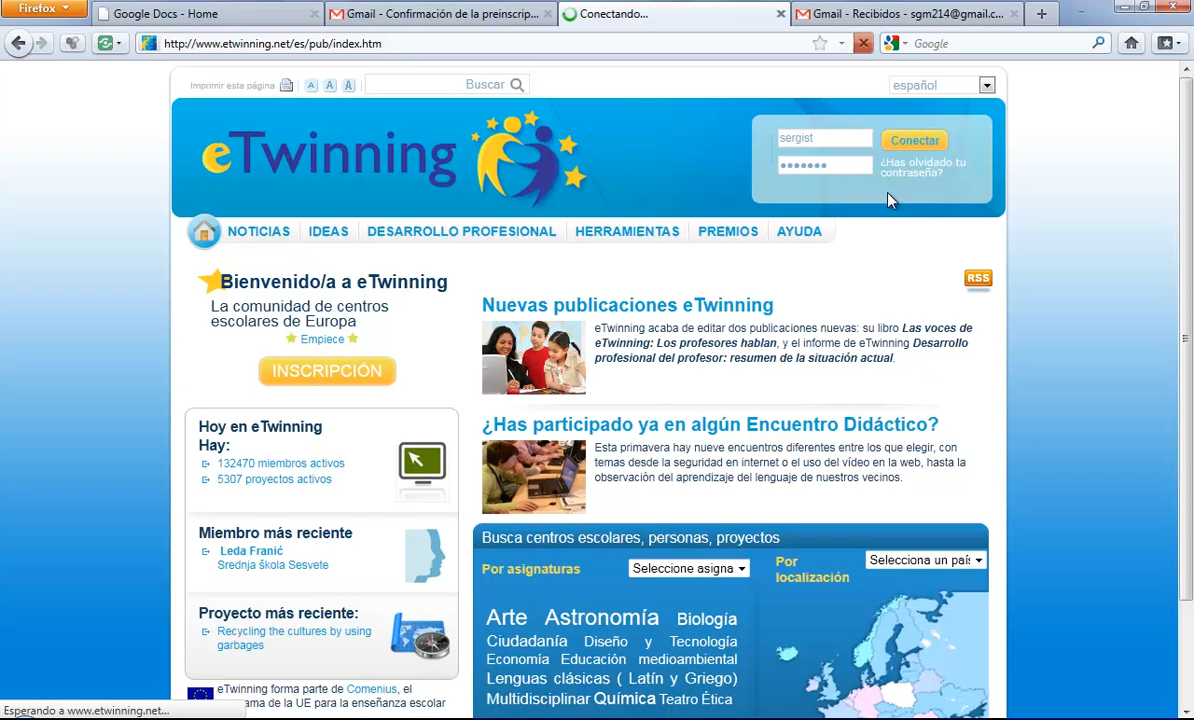 Firefox
Google Docs - Home
Gmail - Confirmación de la preinscrip...
Conectando...
Gmail - Recibidos - sgm214@gmail.c...
http://www.etwinning.net/es/pub/index.htm
Google
Imprimir esta página
A A A
Buscar
español
eTwinning
sergist
Conectar
•••••••
¿Has olvidado tu
contraseña?
NOTICIAS IDEAS DESARROLLO PROFESIONAL HERRAMIENTAS PREMIOS AYUDA
Bienvenido/a a eTwinning
La comunidad de centros
escolares de Europa
Empiece
INSCRIPCIÓN
RSS
Nuevas publicaciones eTwinning
eTwinning acaba de editar dos publicaciones nuevas: su libro Las voces de
eTwinning: Los profesores hablan, y el informe de eTwinning Desarrollo
profesional del profesor: resumen de la situación actual.
Hoy en eTwinning
Hay:
132470 miembros activos
5307 proyectos activos
Miembro más reciente
Leda Franić
Srednja škola Sesvete
Proyecto más reciente:
Recycling the cultures by using
garbages
¿Has participado ya en algún Encuentro Didáctico?
Esta primavera hay nueve encuentros diferentes entre los que elegir, con
temas desde la seguridad en internet o el uso del vídeo en la web, hasta la
observación del aprendizaje del lenguaje de nuestros vecinos.
Busca centros escolares, personas, proyectos
Por asignaturas
Seleccione asigna
Por
localización
Selecciona un país
Arte Astronomía Biología
Ciudadanía Diseño y Tecnología
Economía Educación medioambiental
Lenguas clásicas ( Latín y Griego)
Multidisciplinar Química Teatro Ética
eTwinning forma parte de Comenius, el
rama de la UE para la enseñanza escolar
Esperando a www.etwinning.net...